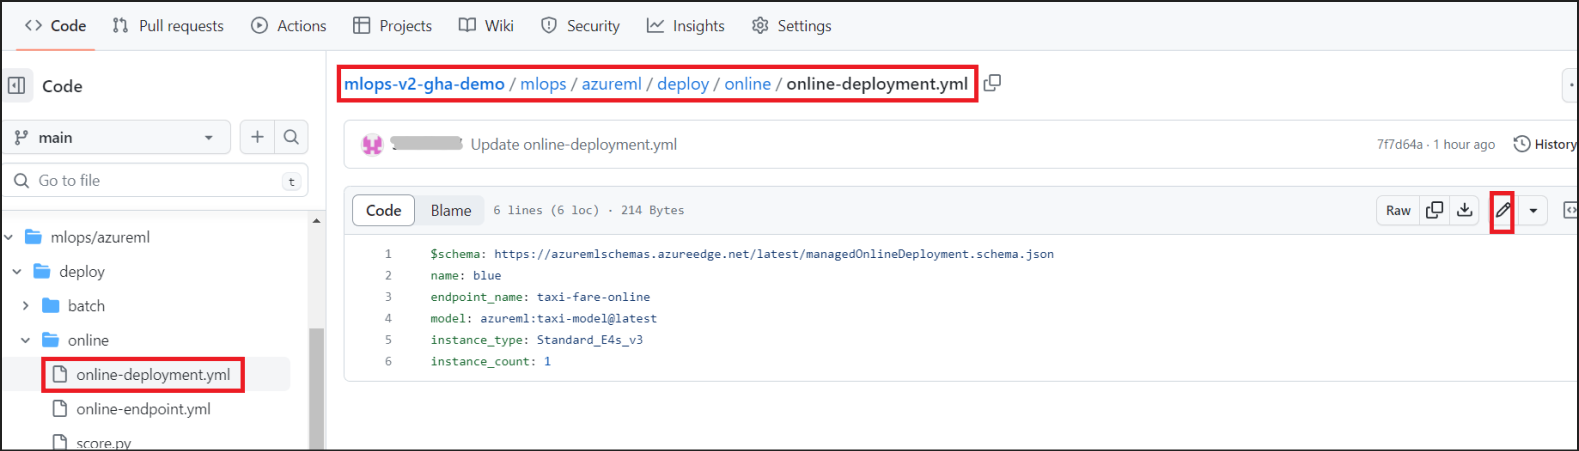 Code Pull requests Actions Projects Wiki Security Insights Settings
Code
main
Go to file t
mlops/azureml
deploy
batch
online
online-deployment.yml
online-endpoint.yml
score.py
mlops-v2-gha-demo / mlops / azureml / deploy / online / online-deployment.yml
Update online-deployment.yml 7f7d64a · 1 hour ago History
Code Blame 6 lines (6 loc) · 214 Bytes Raw
1 $schema: https://azuremlschemas.azureedge.net/latest/managedOnlineDeployment.schema.json
2 name: blue
3 endpoint_name: taxi-fare-online
4 model: azureml:taxi-model@latest
5 instance_type: Standard_E4s_v3
6 instance_count: 1